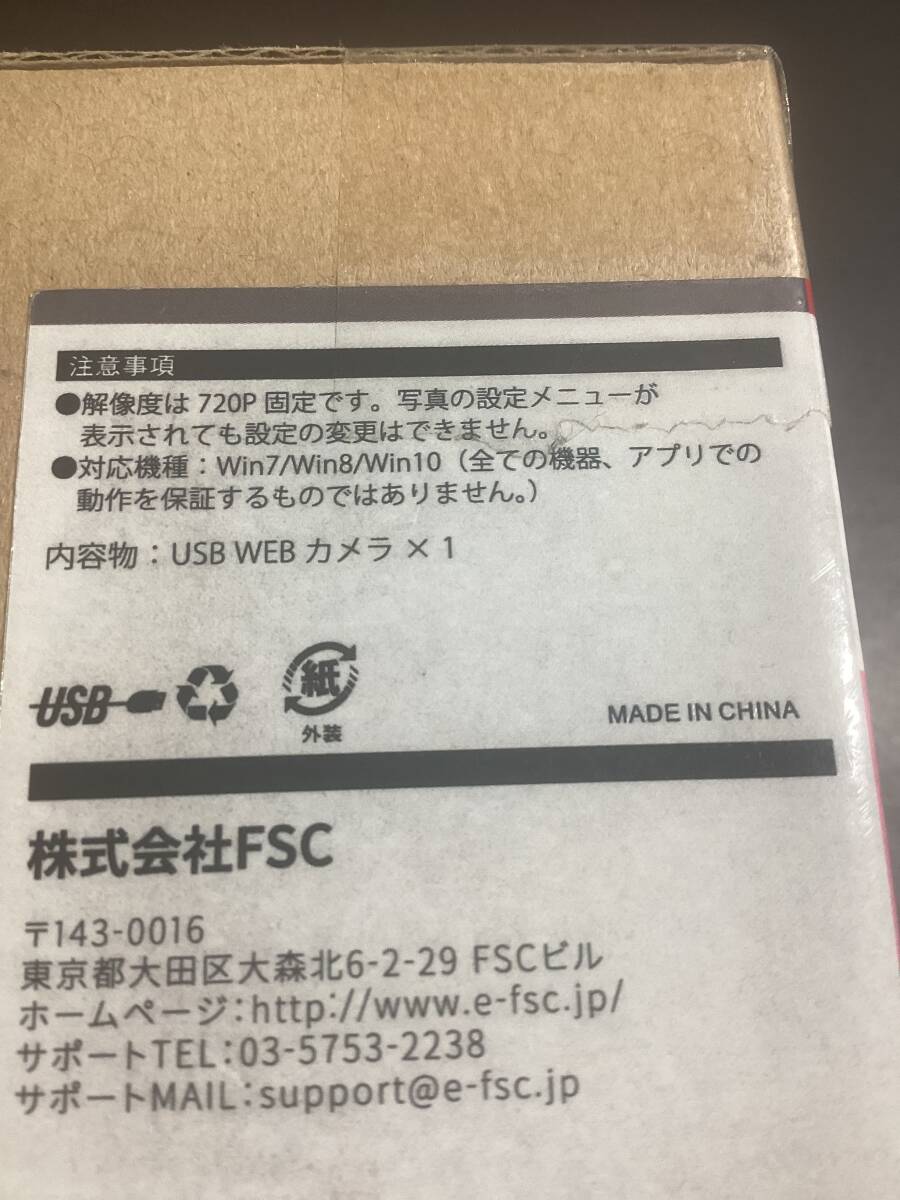 注意事項
●解像度は 720P 固定です。写真の設定メニューが
表示されても設定の変更はできません。
●対応機種：Win7/Win8/Win10（全ての機器、アプリでの
動作を保証するものではありません。）
内容物：USB WEB カメラ × 1
USB
紙
外装
MADE IN CHINA
株式会社FSC
〒143-0016
東京都大田区大森北6-2-29 FSCビル
ホームページ：http://www.e-fsc.jp/
サポートTEL：03-5753-2238
サポートMAIL：support@e-fsc.jp